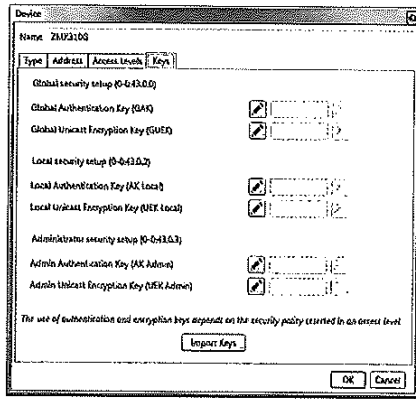 Device
Name
Type Address Access Levels Keys
Global security setup (0-0:43.0.0)
Global Authentication Key (GAK)
Global Unicast Encryption Key (GUEK)
Local security setup (0-0:43.0.2)
Local Authentication Key (AK Local)
Local Unicast Encryption Key (UEK Local)
Administrator security setup (0-0:43.0.3)
Admin Authentication Key (AK Admin)
Admin Unicast Encryption Key (UEK Admin)
The use of authentication and encryption keys depends on the security policy in an access level
Import Keys
OK Cancel